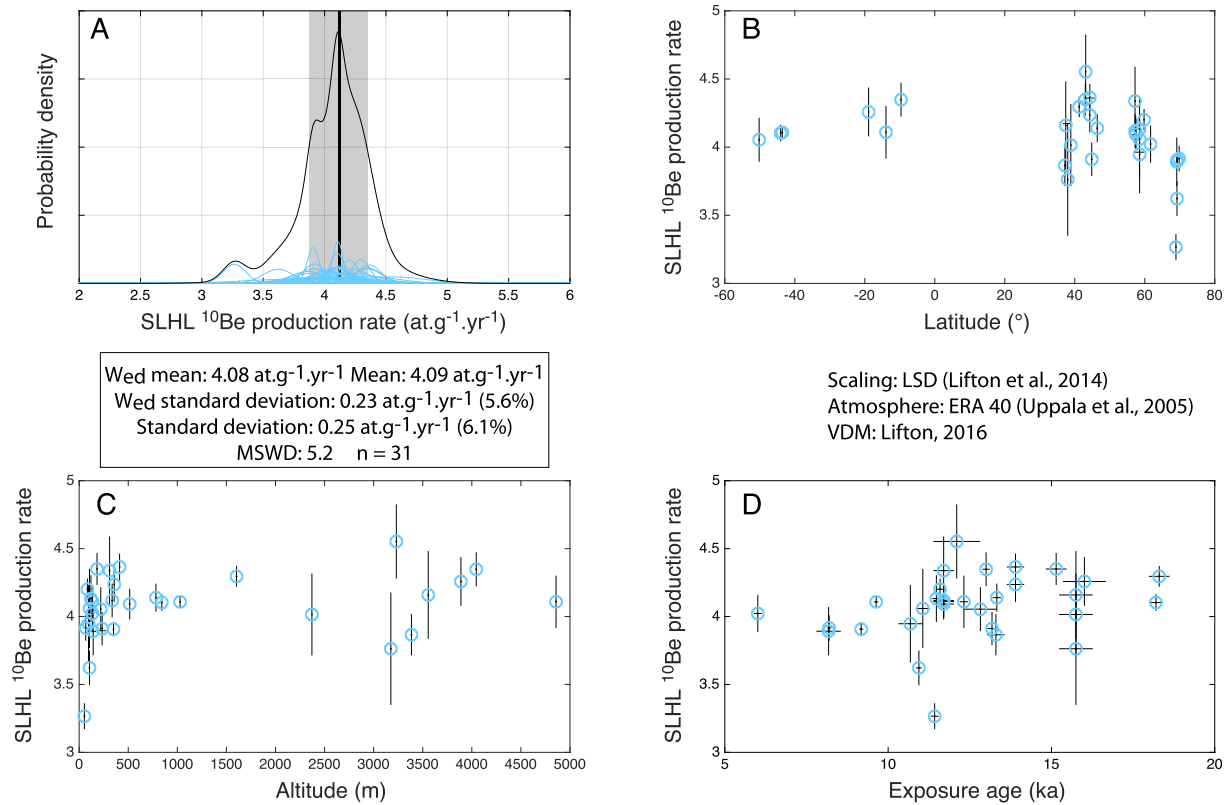 A
Probability density
2 2.5 3 3.5 4 4.5 5 5.5 6
SLHL ¹⁰Be production rate (at.g⁻¹.yr⁻¹)
B
SLHL ¹⁰Be production rate
5
4.5
4
3.5
3
-60 -40 -20 0 20 40 60 80
Latitude (°)
Wed mean: 4.08 at.g⁻¹.yr⁻¹ Mean: 4.09 at.g⁻¹.yr⁻¹
Wed standard deviation: 0.23 at.g⁻¹.yr⁻¹ (5.6%)
Standard deviation: 0.25 at.g⁻¹.yr⁻¹ (6.1%)
MSWD: 5.2 n = 31
Scaling: LSD (Lifton et al., 2014)
Atmosphere: ERA 40 (Uppala et al., 2005)
VDM: Lifton, 2016
C
SLHL ¹⁰Be production rate
5
4.5
4
3.5
3
0 500 1000 1500 2000 2500 3000 3500 4000 4500 5000
Altitude (m)
D
SLHL ¹⁰Be production rate
5
4.5
4
3.5
3
5 10 15 20
Exposure age (ka)